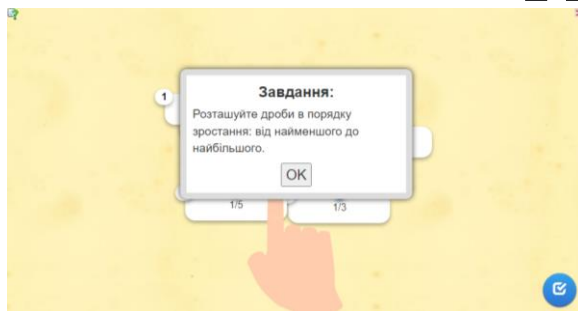 1
Завдання:
Розташуйте дроби в порядку
зростання: від найменшого до
найбільшого.
OK
1/5
1/3